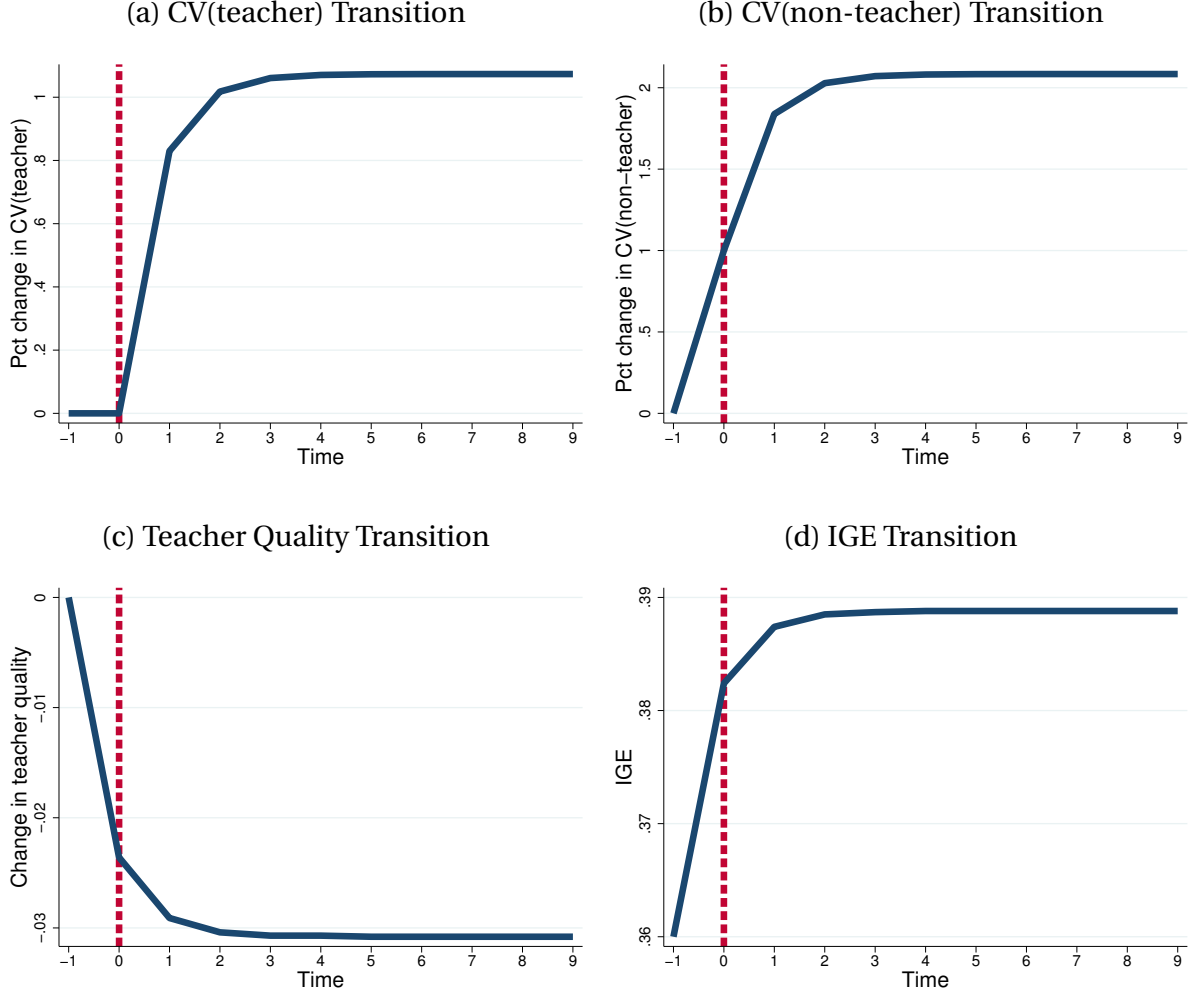 (a) CV(teacher) Transition
Pct change in CV(teacher)
1
.8
.6
.4
.2
0
−1 0 1 2 3 4 5 6 7 8 9
Time
(b) CV(non-teacher) Transition
Pct change in CV(non−teacher)
2
1.5
1
.5
0
−1 0 1 2 3 4 5 6 7 8 9
Time
(c) Teacher Quality Transition
Change in teacher quality
0
−.01
−.02
−.03
−1 0 1 2 3 4 5 6 7 8 9
Time
(d) IGE Transition
IGE
.39
.38
.37
.36
−1 0 1 2 3 4 5 6 7 8 9
Time